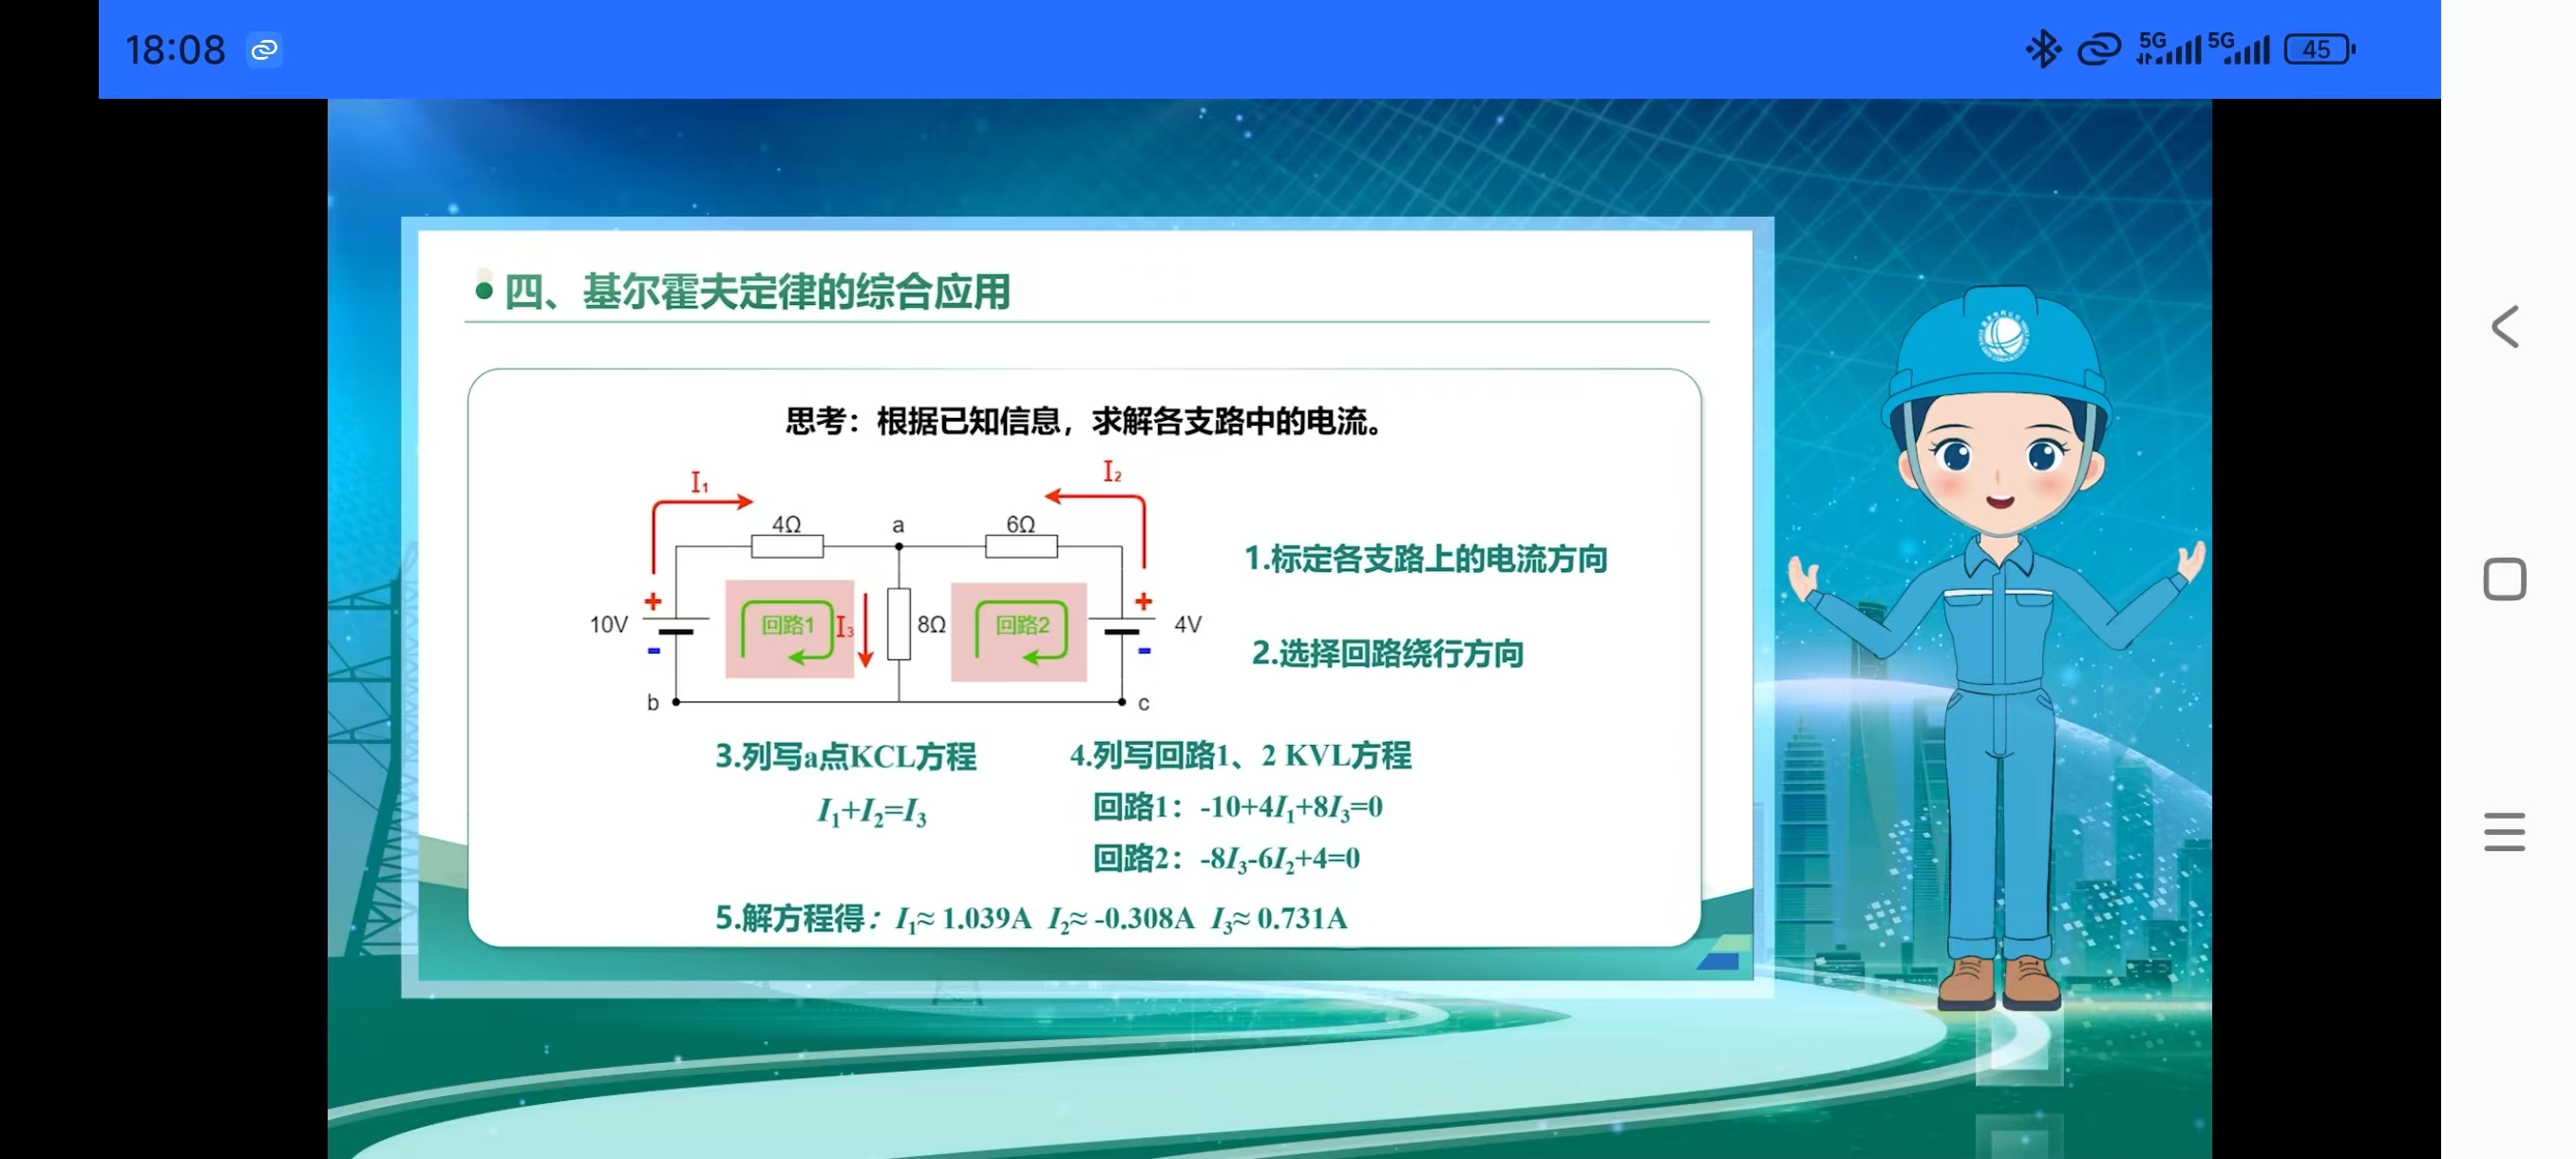 18:08
5G 5G 45
四、基尔霍夫定律的综合应用
思考：根据已知信息，求解各支路中的电流。
I₁ I₂
4Ω a 6Ω
1.标定各支路上的电流方向
+ +
10V 回路1 I₃ 8Ω 回路2 4V
- -
2.选择回路绕行方向
b c
3.列写a点KCL方程
I₁+I₂=I₃
4.列写回路1、2 KVL方程
回路1：-10+4I₁+8I₃=0
回路2：-8I₃-6I₂+4=0
5.解方程得：I₁≈ 1.039A I₂≈ -0.308A I₃≈ 0.731A